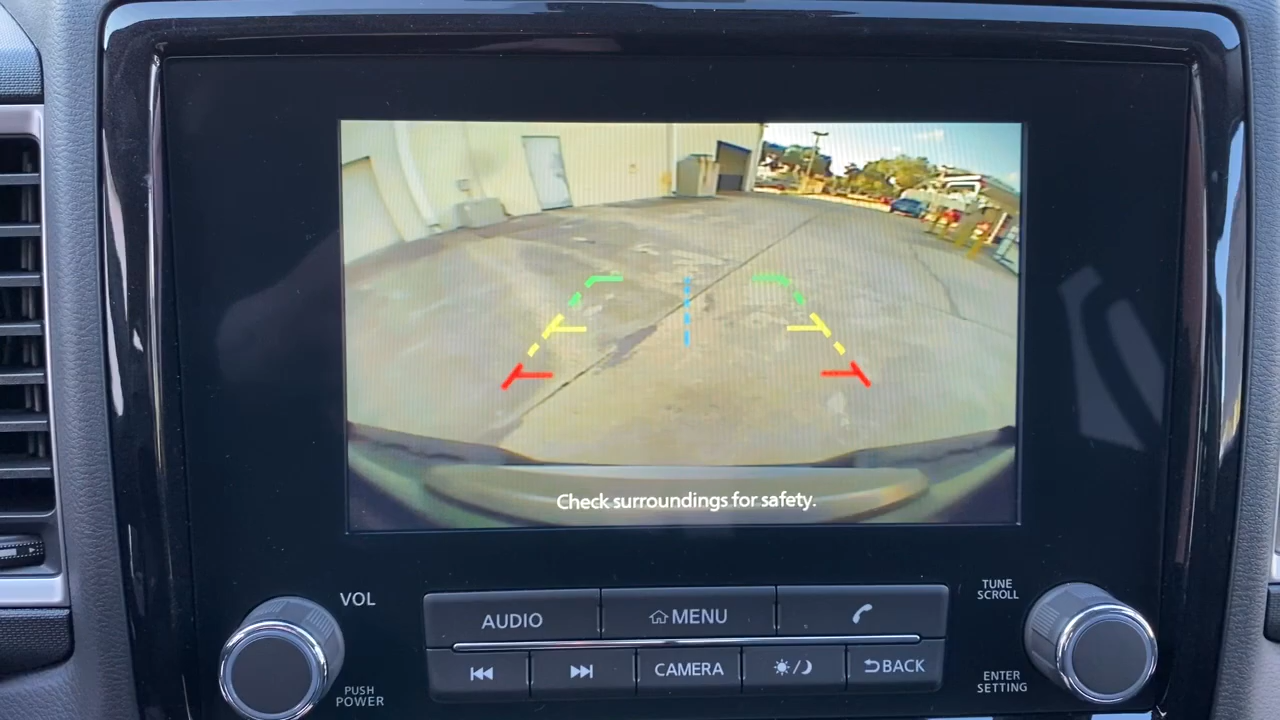 Check surroundings for safety.
VOL
PUSH
POWER
AUDIO
MENU
CAMERA
BACK
TUNE
SCROLL
ENTER
SETTING